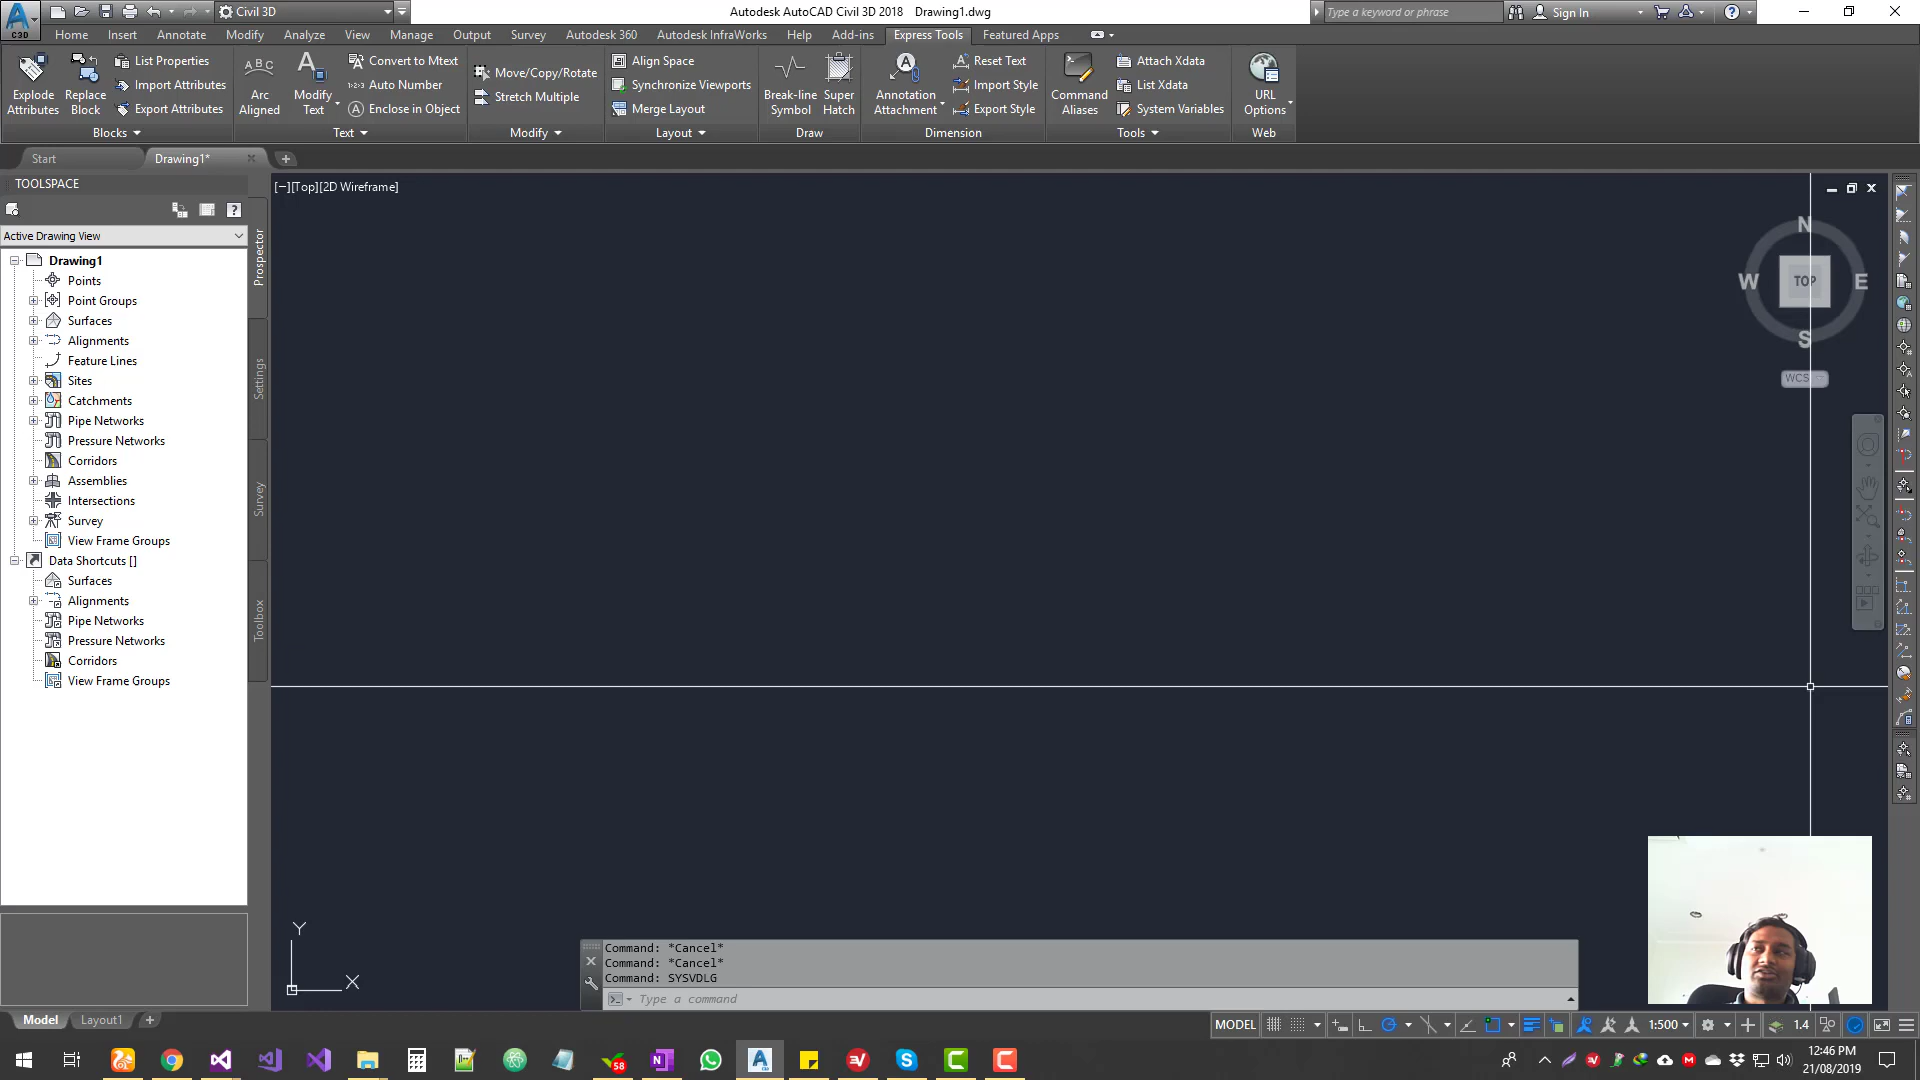 Civil 3D
Autodesk AutoCAD Civil 3D 2018 Drawing1.dwg
Type a keyword or phrase
Sign In
C3D
Home Insert Annotate Modify Analyze View Manage Output Survey Autodesk 360 Autodesk InfraWorks Help Add-ins Express Tools Featured Apps
Explode Attributes
Replace Block
List Properties
Import Attributes
Export Attributes
Blocks
ABC
Arc Aligned
Modify Text
Convert to Mtext
Auto Number
Enclose in Object
Text
Move/Copy/Rotate
Stretch Multiple
Modify
Align Space
Synchronize Viewports
Merge Layout
Layout
Break-line Symbol
Super Hatch
Draw
Annotation Attachment
Reset Text
Import Style
Export Style
Dimension
Command Aliases
Attach Xdata
List Xdata
System Variables
Tools
URL Options
Web
Start
Drawing1*
TOOLSPACE
Active Drawing View
Drawing1
Points
Point Groups
Surfaces
Alignments
Feature Lines
Sites
Catchments
Pipe Networks
Pressure Networks
Corridors
Assemblies
Intersections
Survey
View Frame Groups
Data Shortcuts []
Surfaces
Alignments
Pipe Networks
Pressure Networks
Corridors
View Frame Groups
Prospector
Settings
Survey
Toolbox
[−][Top][2D Wireframe]
N
W TOP E
S
WCS
Y
X
Command: *Cancel*
Command: *Cancel*
Command: SYSVDLG
Type a command
Model Layout1
MODEL
1:500
1.4
58
12:46 PM
21/08/2019